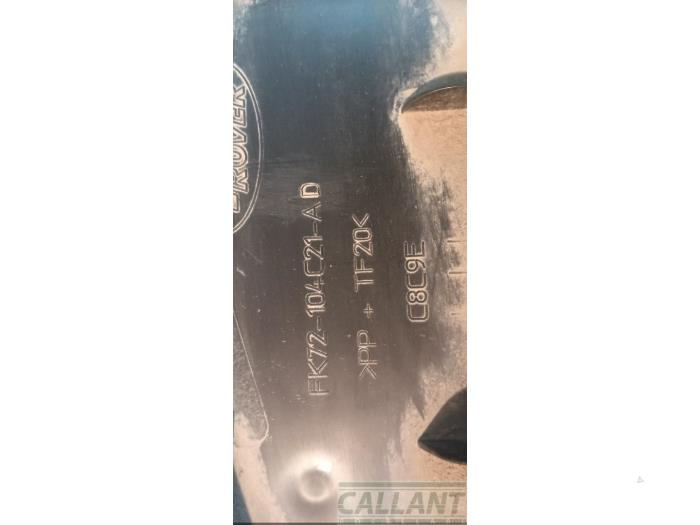 ROVER
FK72-104C21-AD
>PP + TF20<
C8C9E
CALLANT